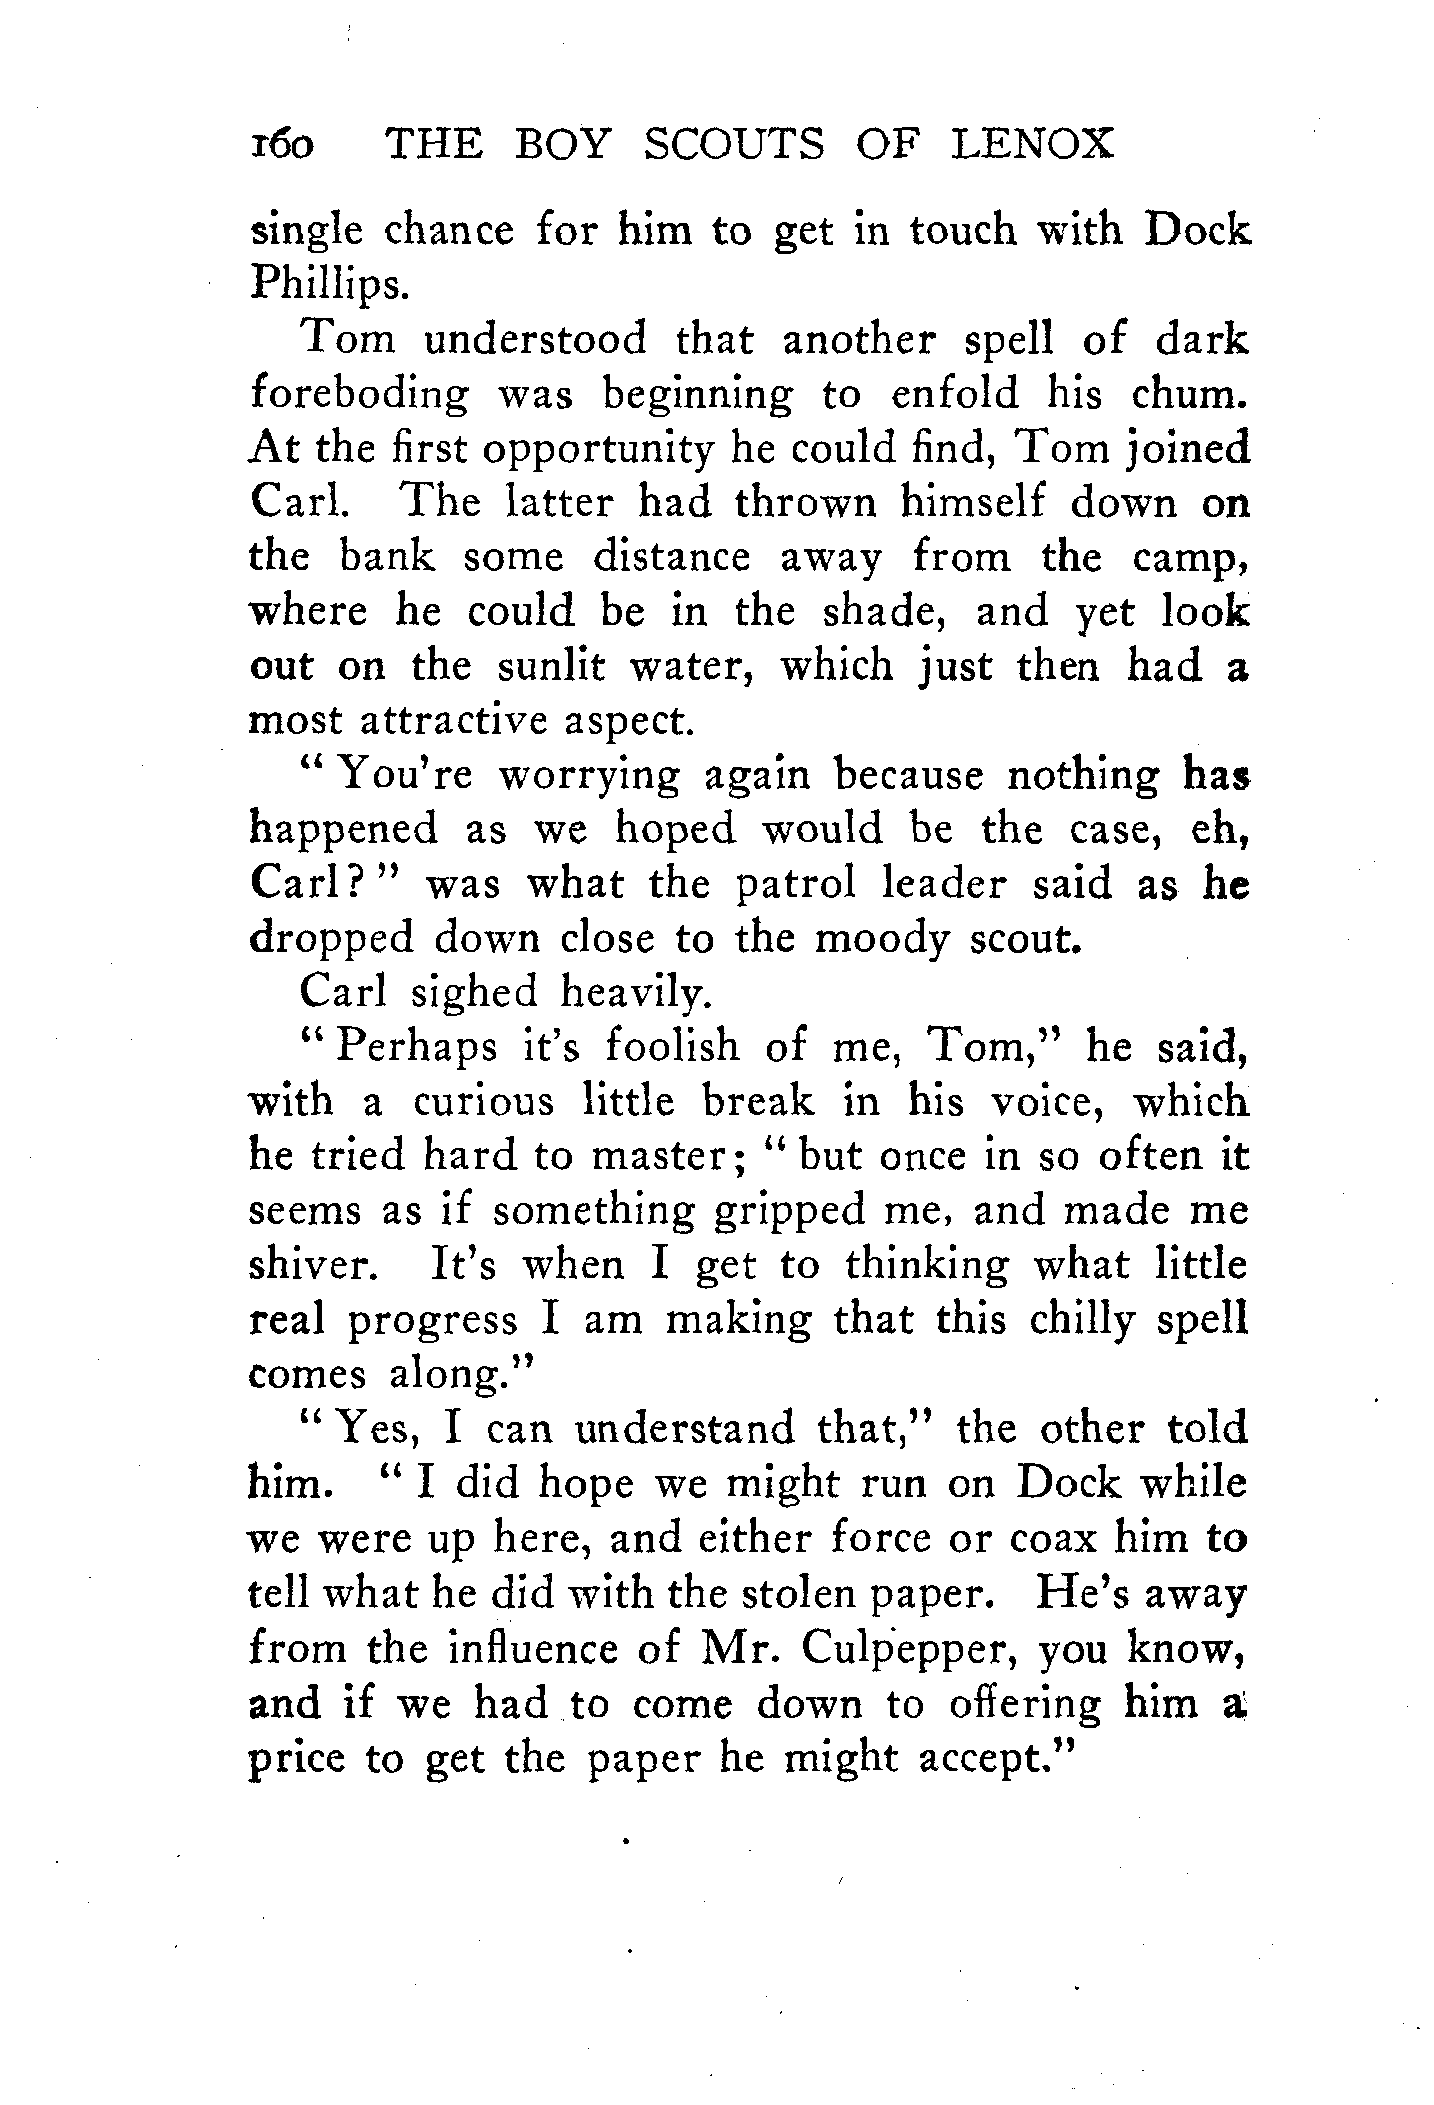 160 THE BOY SCOUTS OF LENOX
single chance for him to get in touch with Dock
Phillips.
Tom understood that another spell of dark
foreboding was beginning to enfold his chum.
At the first opportunity he could find, Tom joined
Carl. The latter had thrown himself down on
the bank some distance away from the camp,
where he could be in the shade, and yet look
out on the sunlit water, which just then had a
most attractive aspect.
" You're worrying again because nothing has
happened as we hoped would be the case, eh,
Carl? " was what the patrol leader said as he
dropped down close to the moody scout.
Carl sighed heavily.
" Perhaps it's foolish of me, Tom," he said,
with a curious little break in his voice, which
he tried hard to master; " but once in so often it
seems as if something gripped me, and made me
shiver. It's when I get to thinking what little
real progress I am making that this chilly spell
comes along."
" Yes, I can understand that," the other told
him. " I did hope we might run on Dock while
we were up here, and either force or coax him to
tell what he did with the stolen paper. He's away
from the influence of Mr. Culpepper, you know,
and if we had to come down to offering him a
price to get the paper he might accept."